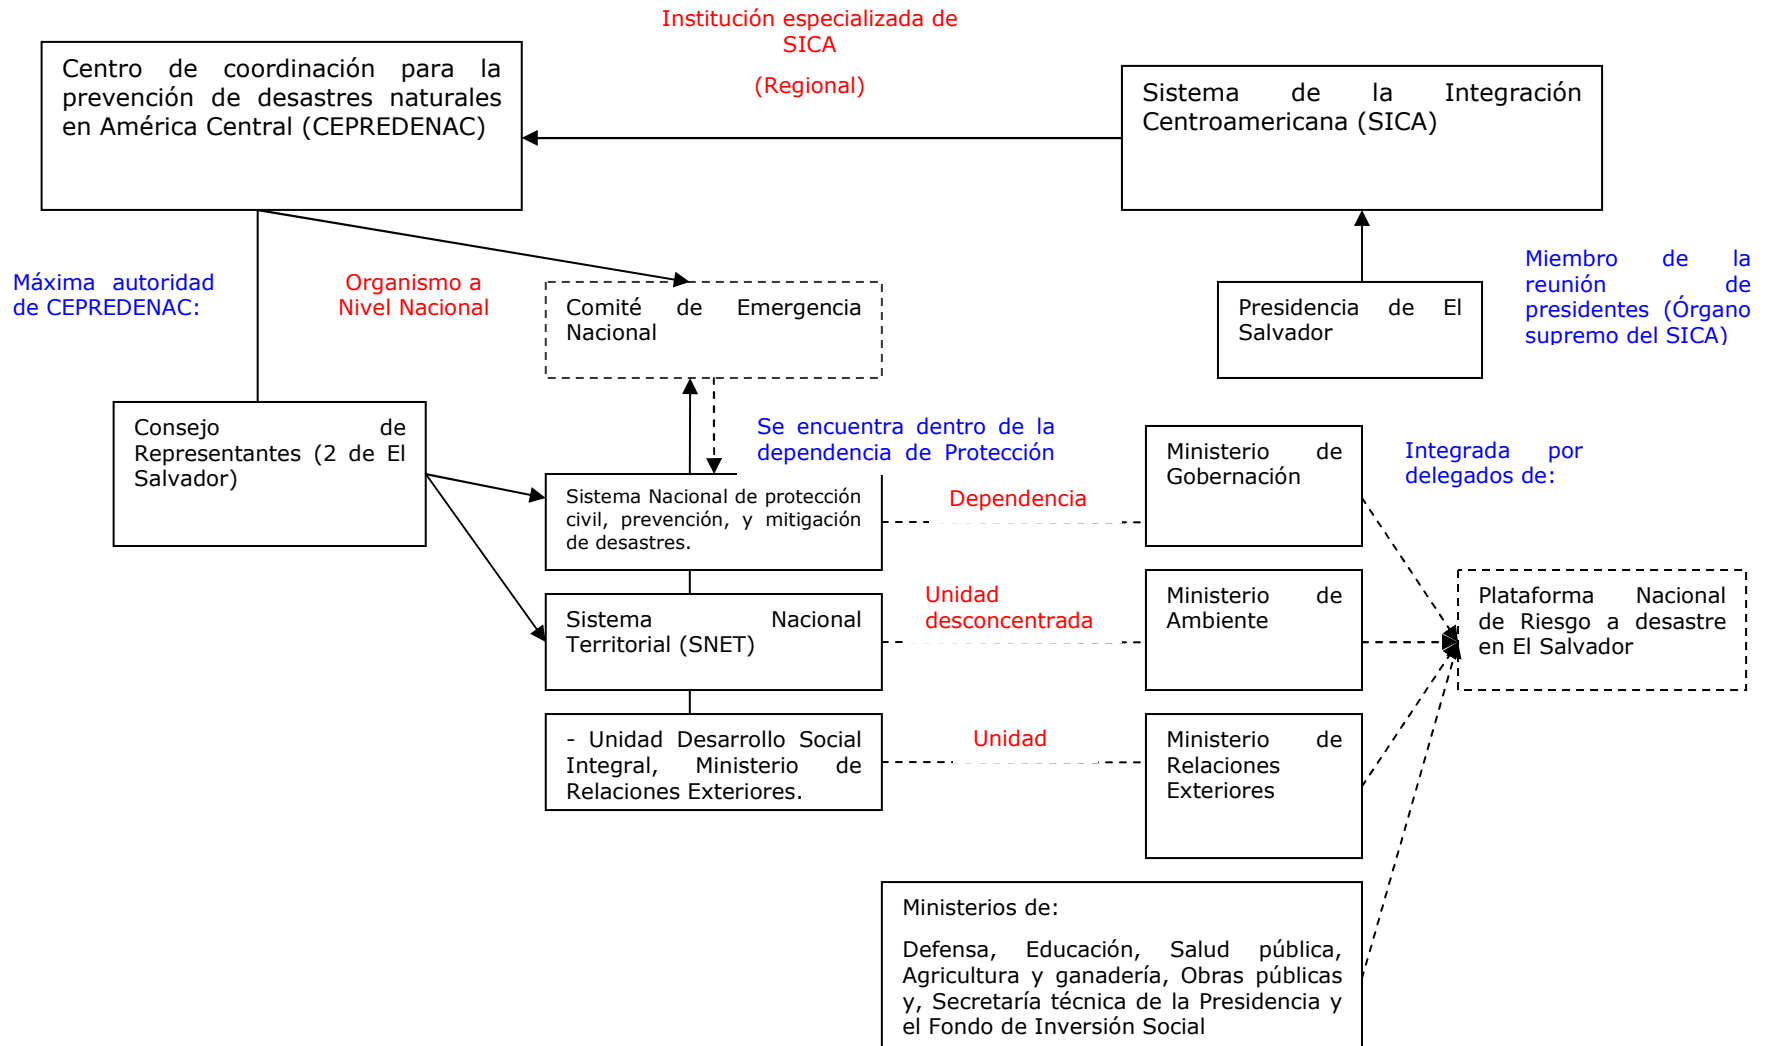 Institución especializada de
SICA
(Regional)
Centro de coordinación para la
prevención de desastres naturales
en América Central (CEPREDENAC)
Sistema de la Integración
Centroamericana (SICA)
Máxima autoridad
de CEPREDENAC:
Organismo a
Nivel Nacional
Comité de Emergencia
Nacional
Presidencia de El
Salvador
Miembro de la
reunión de
presidentes (Órgano
supremo del SICA)
Consejo de
Representantes (2 de El
Salvador)
Se encuentra dentro de la
dependencia de Protección
Ministerio de
Gobernación
Integrada por
delegados de:
Sistema Nacional de protección
civil, prevención, y mitigación
de desastres.
Dependencia
Sistema Nacional
Territorial (SNET)
Unidad
desconcentrada
Ministerio de
Ambiente
Plataforma Nacional
de Riesgo a desastre
en El Salvador
- Unidad Desarrollo Social
Integral, Ministerio de
Relaciones Exteriores.
Unidad
Ministerio de
Relaciones
Exteriores
Ministerios de:
Defensa, Educación, Salud pública,
Agricultura y ganadería, Obras públicas
y, Secretaría técnica de la Presidencia y
el Fondo de Inversión Social